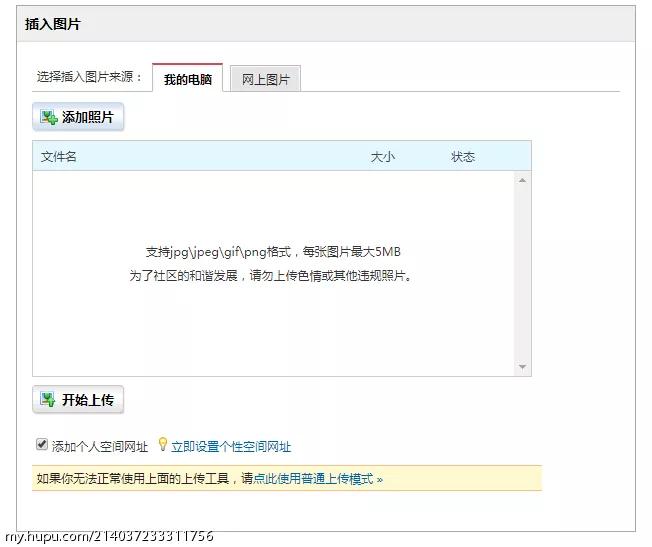 插入图片
选择插入图片来源： 我的电脑 网上图片
添加照片
文件名 大小 状态
支持jpg\jpeg\gif\png格式，每张图片最大5MB
为了社区的和谐发展，请勿上传色情或其他违规照片。
开始上传
添加个人空间网址 立即设置个性空间网址
如果你无法正常使用上面的上传工具，请点此使用普通上传模式 »
my.hupu.com/214037233311756